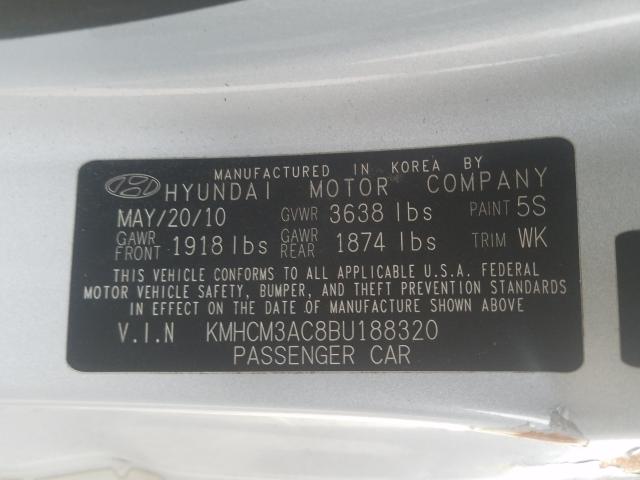 MANUFACTURED IN KOREA BY
HYUNDAI MOTOR COMPANY
MAY/20/10 GVWR 3638 lbs PAINT 5S
GAWR FRONT 1918 lbs GAWR REAR 1874 lbs TRIM WK
THIS VEHICLE CONFORMS TO ALL APPLICABLE U.S.A. FEDERAL
MOTOR VEHICLE SAFETY, BUMPER, AND THEFT PREVENTION STANDARDS
IN EFFECT ON THE DATE OF MANUFACTURE SHOWN ABOVE
V.I.N KMHCM3AC8BU188320
PASSENGER CAR